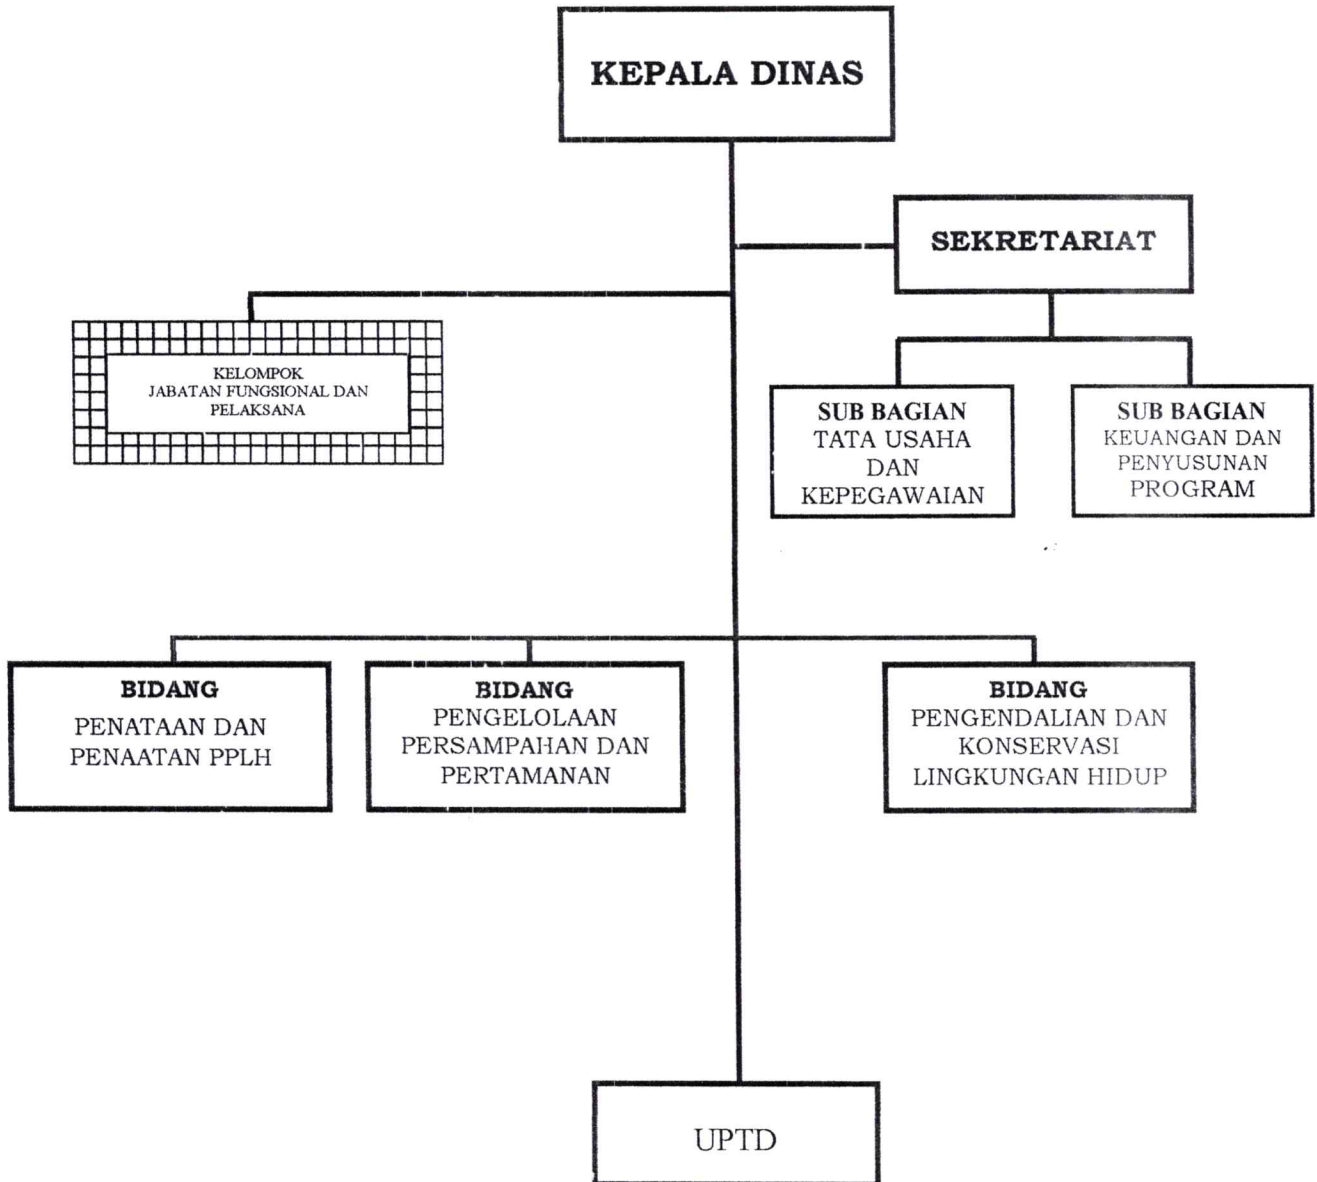 KEPALA DINAS
SEKRETARIAT
KELOMPOK
JABATAN FUNGSIONAL DAN
PELAKSANA
SUB BAGIAN
TATA USAHA
DAN
KEPEGAWAIAN
SUB BAGIAN
KEUANGAN DAN
PENYUSUNAN
PROGRAM
BIDANG
PENATAAN DAN
PENAATAN PPLH
BIDANG
PENGELOLAAN
PERSAMPAHAN DAN
PERTAMANAN
BIDANG
PENGENDALIAN DAN
KONSERVASI
LINGKUNGAN HIDUP
UPTD